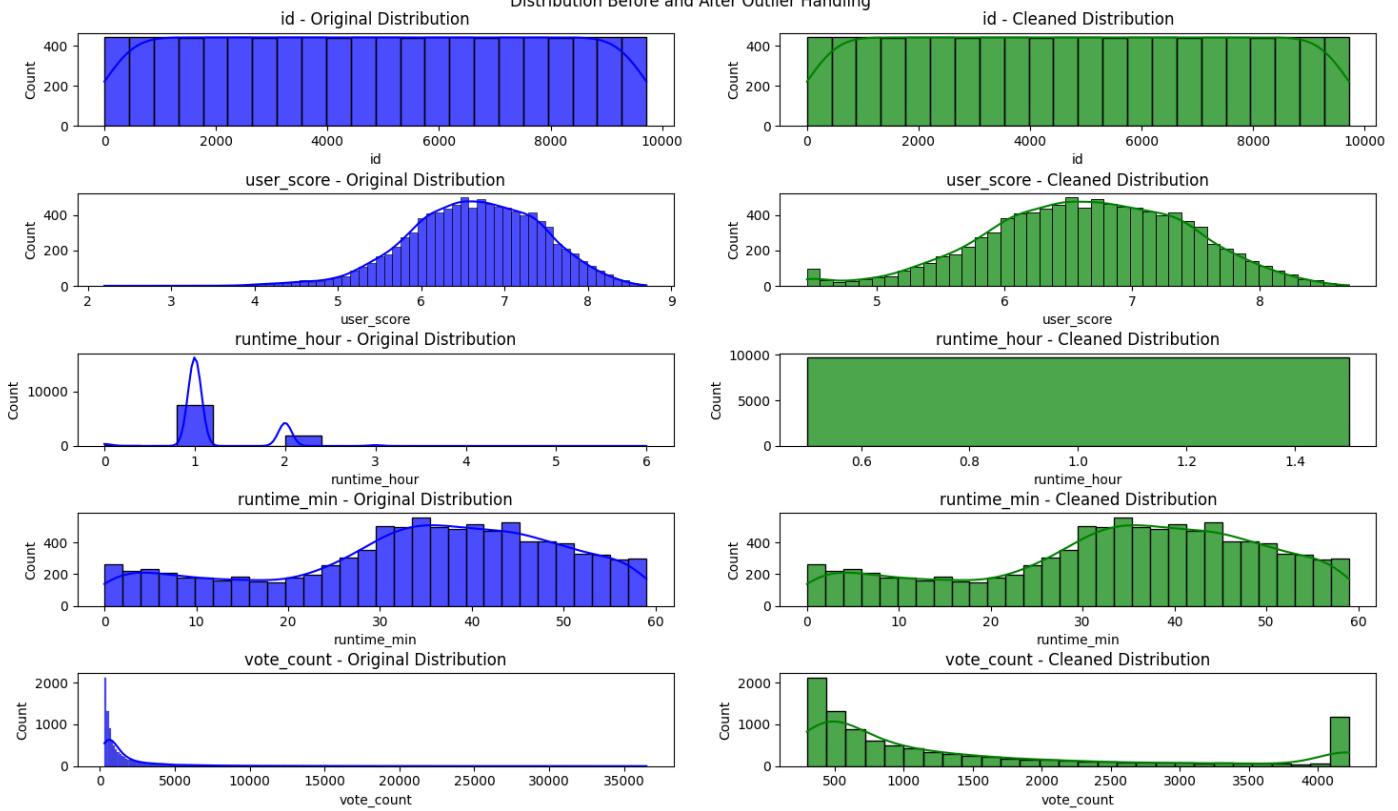 Distribution Before and After Outlier Handling
id - Original Distribution
id - Cleaned Distribution
Count
400
200
0
0 2000 4000 6000 8000 10000
id
Count
400
200
0
0 2000 4000 6000 8000 10000
id
user_score - Original Distribution
user_score - Cleaned Distribution
Count
400
200
0
2 3 4 5 6 7 8 9
user_score
Count
400
200
0
5 6 7 8
user_score
runtime_hour - Original Distribution
runtime_hour - Cleaned Distribution
Count
10000
0
0 1 2 3 4 5 6
runtime_hour
Count
10000
5000
0
0.6 0.8 1.0 1.2 1.4
runtime_hour
runtime_min - Original Distribution
runtime_min - Cleaned Distribution
Count
400
200
0
0 10 20 30 40 50 60
runtime_min
Count
400
200
0
0 10 20 30 40 50 60
runtime_min
vote_count - Original Distribution
vote_count - Cleaned Distribution
Count
2000
1000
0
0 5000 10000 15000 20000 25000 30000 35000
vote_count
Count
2000
1000
0
500 1000 1500 2000 2500 3000 3500 4000
vote_count